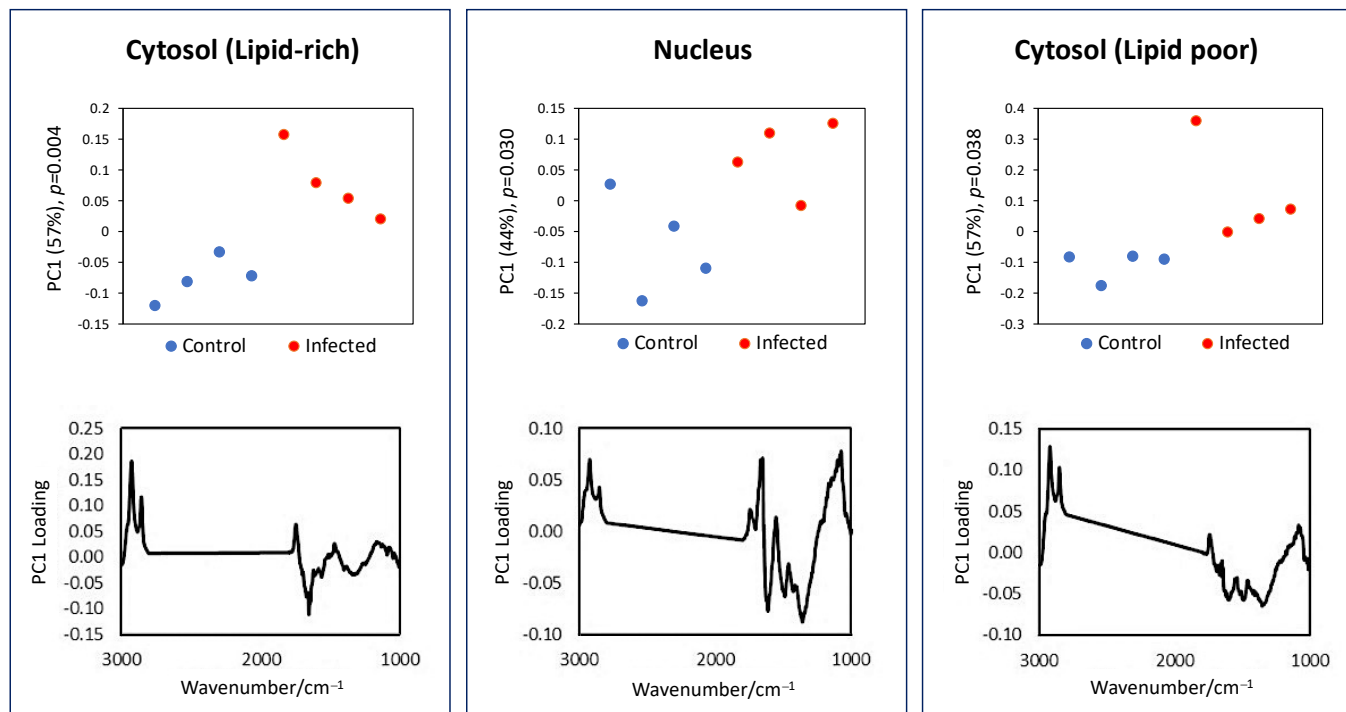 Cytosol (Lipid-rich)
PC1 (57%), p=0.004
0.2
0.15
0.1
0.05
0
-0.05
-0.1
-0.15
Control
Infected
PC1 Loading
0.25
0.20
0.15
0.10
0.05
0.00
-0.05
-0.10
-0.15
3000
2000
1000
Wavenumber/cm⁻¹
Nucleus
PC1 (44%), p=0.030
0.15
0.1
0.05
0
-0.05
-0.1
-0.15
-0.2
Control
Infected
PC1 Loading
0.10
0.05
0.00
-0.05
-0.10
3000
2000
1000
Wavenumber/cm⁻¹
Cytosol (Lipid poor)
PC1 (57%), p=0.038
0.4
0.3
0.2
0.1
0
-0.1
-0.2
-0.3
Control
Infected
PC1 Loading
0.15
0.10
0.05
0.00
-0.05
-0.10
3000
2000
1000
Wavenumber/cm⁻¹